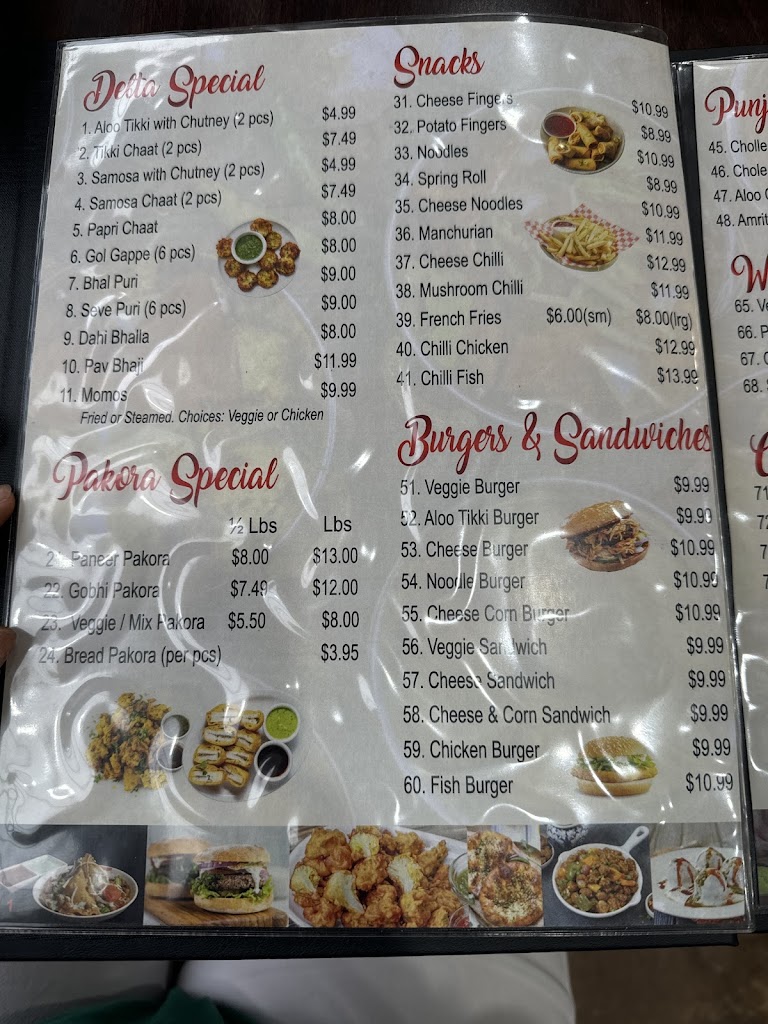 Delta Special
1. Aloo Tikki with Chutney (2 pcs) $4.99
2. Tikki Chaat (2 pcs) $7.49
3. Samosa with Chutney (2 pcs) $4.99
4. Samosa Chaat (2 pcs) $7.49
5. Papri Chaat $8.00
6. Gol Gappe (6 pcs) $8.00
7. Bhal Puri $9.00
8. Seve Puri (6 pcs) $9.00
9. Dahi Bhalla $8.00
10. Pav Bhaji $11.99
11. Momos $9.99
Fried or Steamed. Choices: Veggie or Chicken
Pakora Special
½ Lbs Lbs
21. Paneer Pakora $8.00 $13.00
22. Gobhi Pakora $7.49 $12.00
23. Veggie / Mix Pakora $5.50 $8.00
24. Bread Pakora (per pcs) $3.95
Snacks
31. Cheese Fingers $10.99
32. Potato Fingers $8.99
33. Noodles $10.99
34. Spring Roll $8.99
35. Cheese Noodles $10.99
36. Manchurian $11.99
37. Cheese Chilli $12.99
38. Mushroom Chilli $11.99
39. French Fries $6.00(sm) $8.00(lrg)
40. Chilli Chicken $12.99
41. Chilli Fish $13.99
Burgers & Sandwiches
51. Veggie Burger $9.99
52. Aloo Tikki Burger $9.99
53. Cheese Burger $10.99
54. Noodle Burger $10.99
55. Cheese Corn Burger $10.99
56. Veggie Sandwich $9.99
57. Cheese Sandwich $9.99
58. Cheese & Corn Sandwich $9.99
59. Chicken Burger $9.99
60. Fish Burger $10.99
Punj
45. Cholle
46. Chole
47. Aloo
48. Amrit
W
65. Ve
66. P
67.
68.
71
72